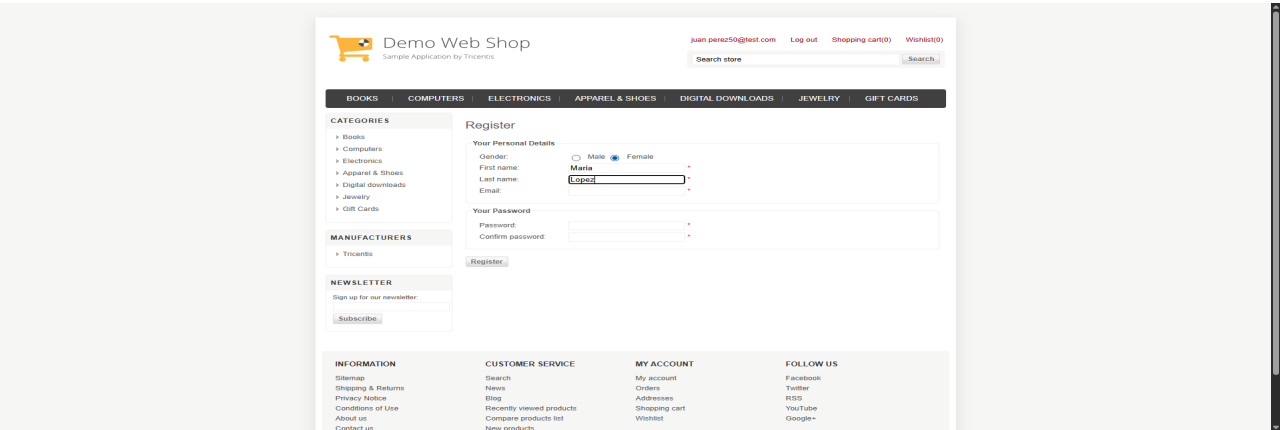 Demo Web Shop
Sample Application by Tricentis
juan.perez50@test.com Log out Shopping cart(0) Wishlist(0)
Search store Search
BOOKS COMPUTERS ELECTRONICS APPAREL & SHOES DIGITAL DOWNLOADS JEWELRY GIFT CARDS
CATEGORIES
Books
Computers
Electronics
Apparel & Shoes
Digital downloads
Jewelry
Gift Cards
MANUFACTURERS
Tricentis
NEWSLETTER
Sign up for our newsletter:
Subscribe
Register
Your Personal Details
Gender: Male Female
First name: Maria *
Last name: Lopez *
Email: *
Your Password
Password: *
Confirm password: *
Register
INFORMATION
Sitemap
Shipping & Returns
Privacy Notice
Conditions of Use
About us
Contact us
CUSTOMER SERVICE
Search
News
Blog
Recently viewed products
Compare products list
New products
MY ACCOUNT
My account
Orders
Addresses
Shopping cart
Wishlist
FOLLOW US
Facebook
Twitter
RSS
YouTube
Google+